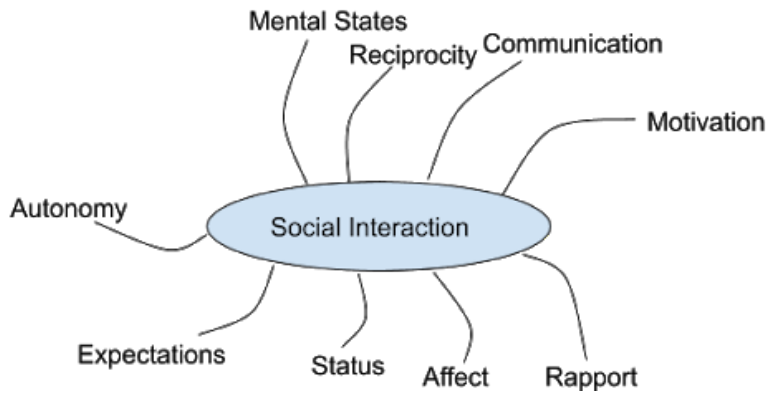 Mental States
Reciprocity
Communication
Motivation
Autonomy
Social Interaction
Expectations
Status
Affect
Rapport